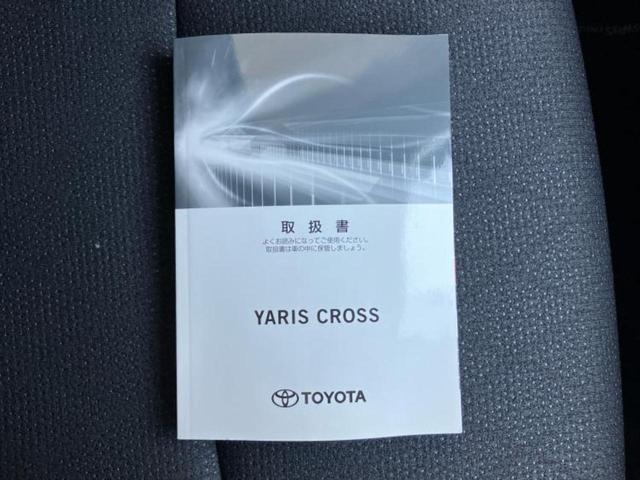 取扱書
よくお読みになってご使用ください。
取扱書は車の中に保管しましょう。
YARIS CROSS
TOYOTA